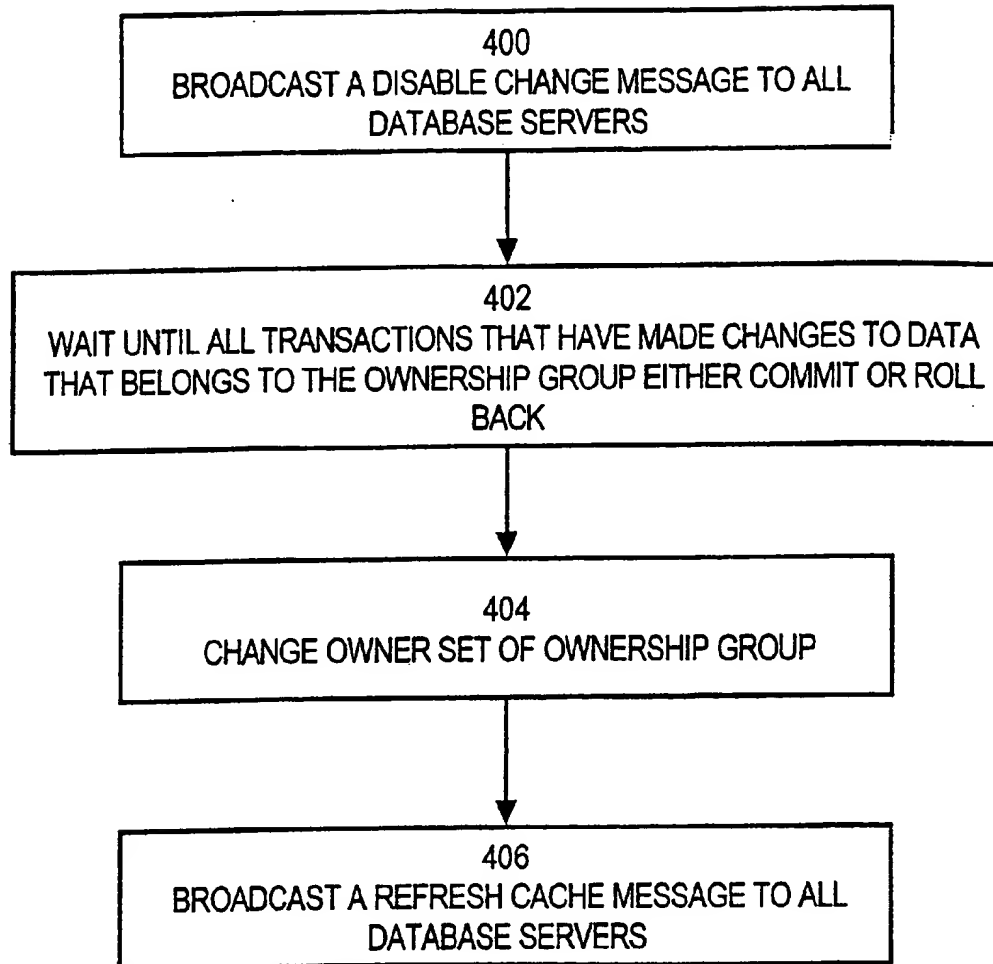 400
BROADCAST A DISABLE CHANGE MESSAGE TO ALL
DATABASE SERVERS
402
WAIT UNTIL ALL TRANSACTIONS THAT HAVE MADE CHANGES TO DATA
THAT BELONGS TO THE OWNERSHIP GROUP EITHER COMMIT OR ROLL
BACK
404
CHANGE OWNER SET OF OWNERSHIP GROUP
406
BROADCAST A REFRESH CACHE MESSAGE TO ALL
DATABASE SERVERS